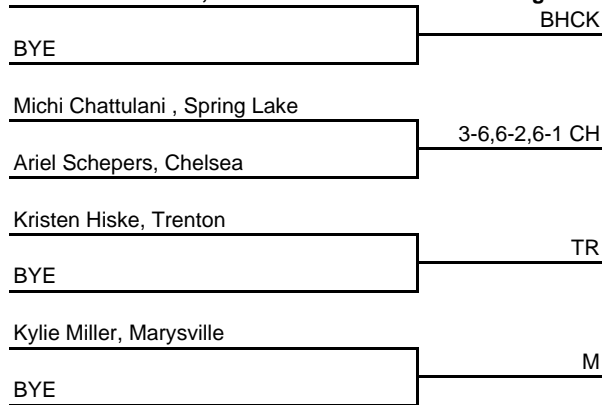 BHCK
BYE
Michi Chattulani , Spring Lake
3-6,6-2,6-1 CH
Ariel Schepers, Chelsea
Kristen Hiske, Trenton
TR
BYE
Kylie Miller, Marysville
M
BYE